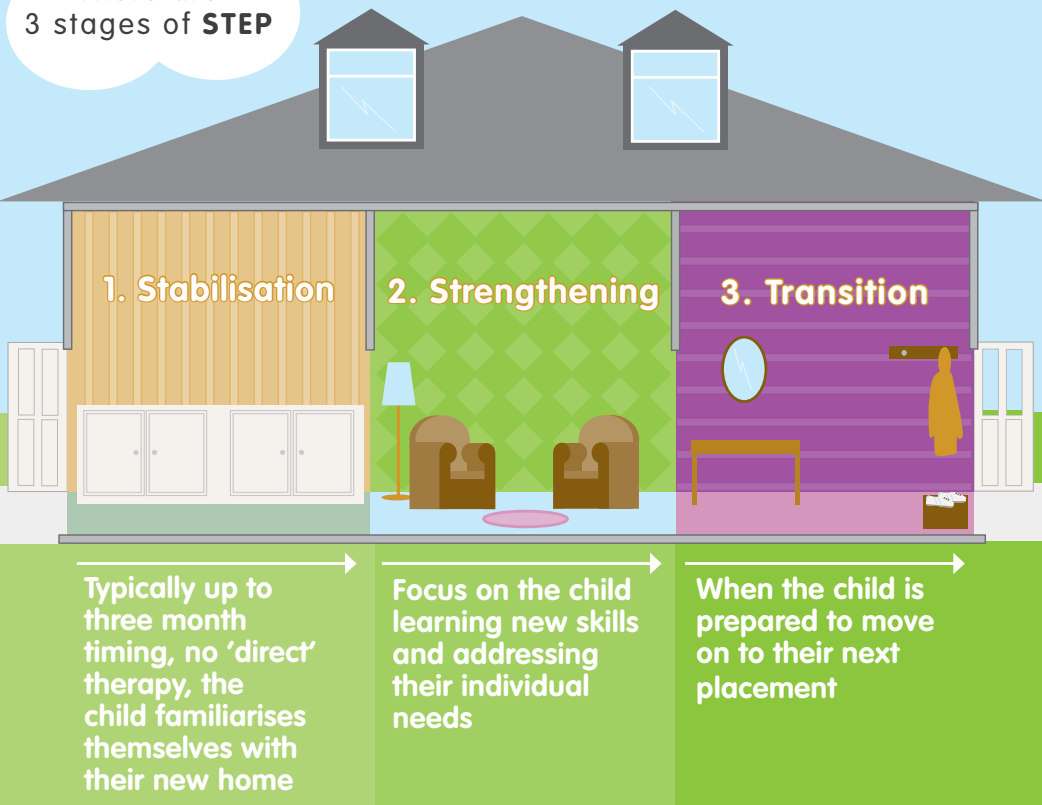 3 stages of STEP
1. Stabilisation
2. Strengthening
3. Transition
Typically up to
three month
timing, no ‘direct’
therapy, the
child familiarises
themselves with
their new home
Focus on the child
learning new skills
and addressing
their individual
needs
When the child is
prepared to move
on to their next
placement